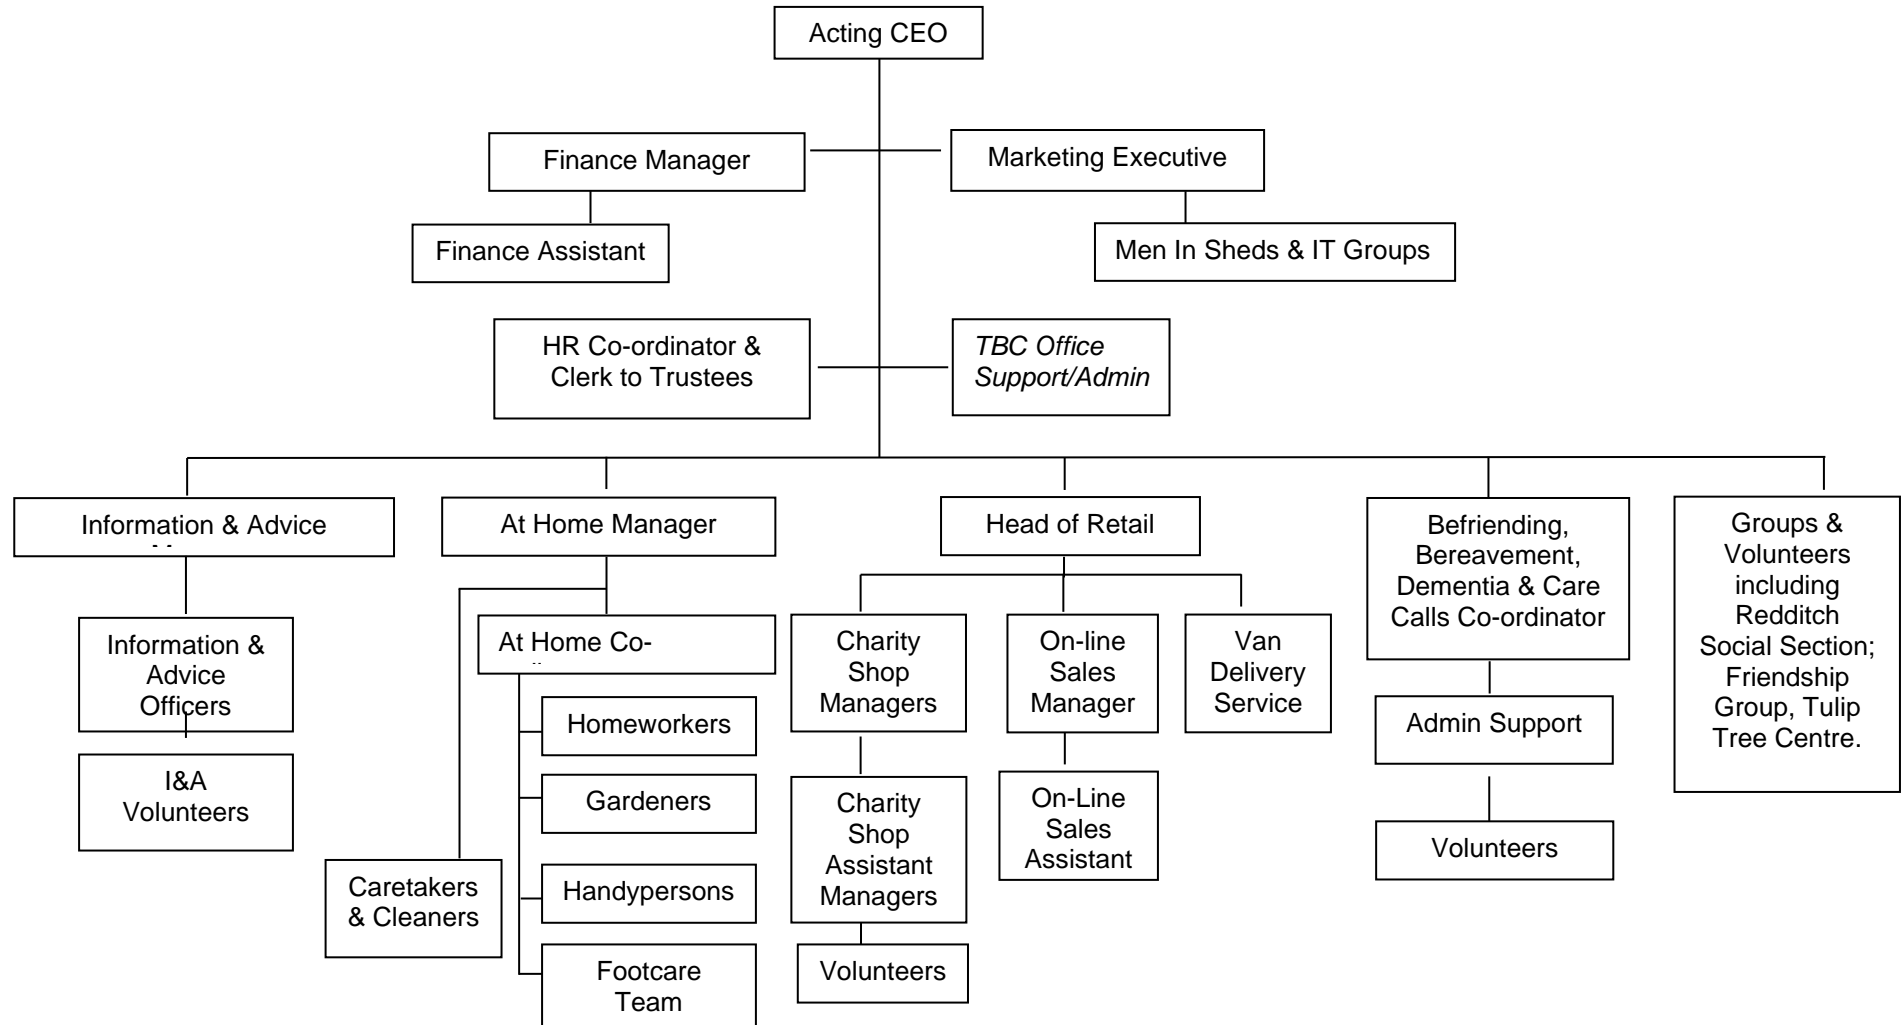 Acting CEO
Finance Manager
Marketing Executive
Finance Assistant
Men In Sheds & IT Groups
HR Co-ordinator &
Clerk to Trustees
TBC Office
Support/Admin
Information & Advice
At Home Manager
Head of Retail
Befriending,
Bereavement,
Dementia & Care
Calls Co-ordinator
Groups &
Volunteers
including
Redditch
Social Section;
Friendship
Group, Tulip
Tree Centre.
Information &
Advice
Officers
At Home Co-
Charity
Shop
Managers
On-line
Sales
Manager
Van
Delivery
Service
Homeworkers
Admin Support
I&A
Volunteers
Gardeners
Charity
Shop
Assistant
Managers
On-Line
Sales
Assistant
Volunteers
Caretakers
& Cleaners
Handypersons
Footcare
Team
Volunteers